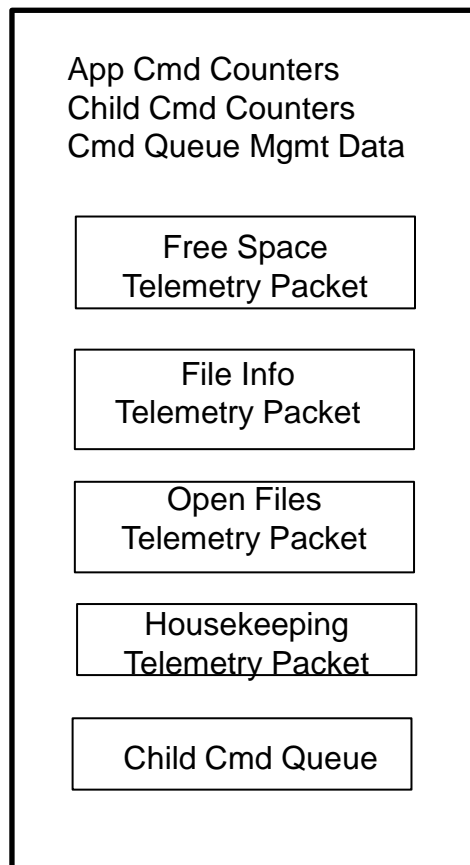 App Cmd Counters
Child Cmd Counters
Cmd Queue Mgmt Data
Free Space
Telemetry Packet
File Info
Telemetry Packet
Open Files
Telemetry Packet
Housekeeping
Telemetry Packet
Child Cmd Queue